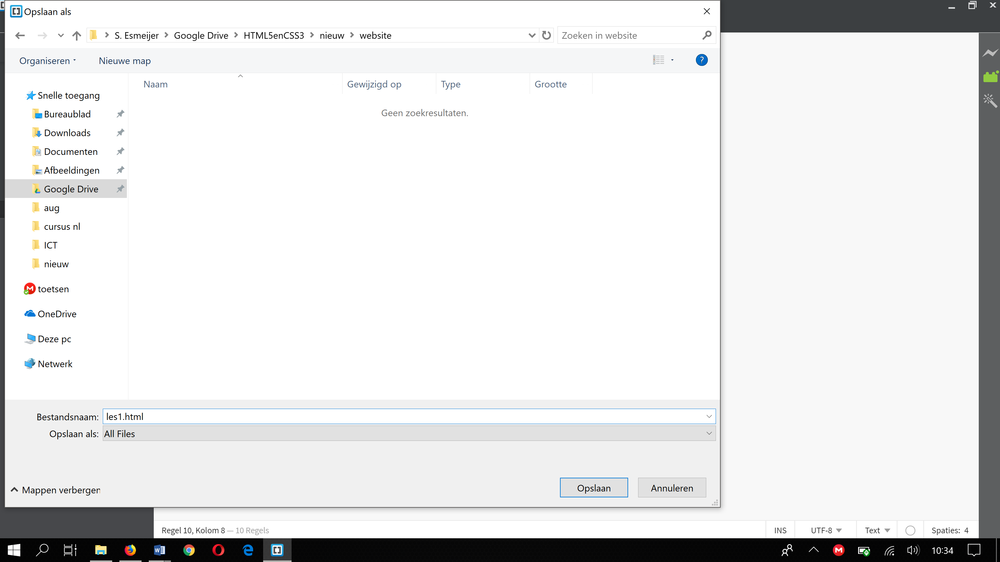 Opslaan als
S. Esmeijer > Google Drive > HTML5enCSS3 > nieuw > website
Zoeken in website
Organiseren
Nieuwe map
?
Naam
Gewijzigd op
Type
Grootte
Geen zoekresultaten.
Snelle toegang
Bureaublad
Downloads
Documenten
Afbeeldingen
Google Drive
aug
cursus nl
ICT
nieuw
toetsen
OneDrive
Deze pc
Netwerk
Bestandsnaam: les1.html
Opslaan als: All Files
Mappen verbergen
Opslaan
Annuleren
Regel 10, Kolom 8 — 10 Regels
INS
UTF-8
Text
Spaties: 4
10:34